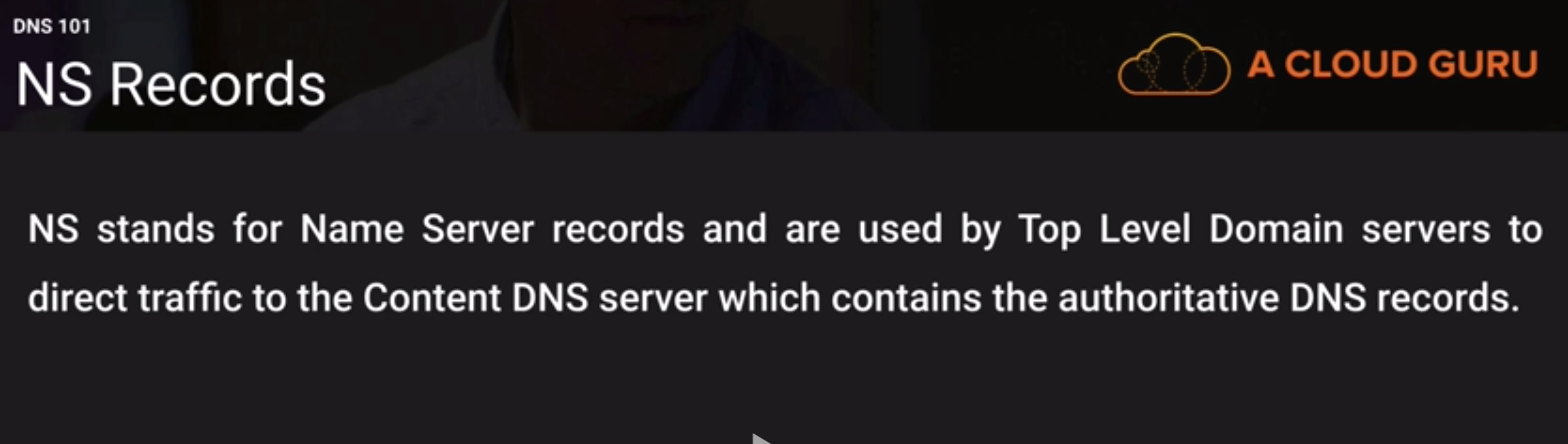 DNS 101
NS Records
A CLOUD GURU
NS stands for Name Server records and are used by Top Level Domain servers to
direct traffic to the Content DNS server which contains the authoritative DNS records.